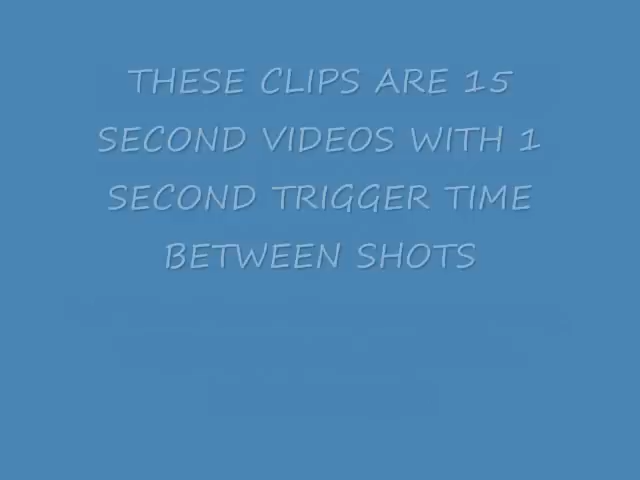 THESE CLIPS ARE 15
SECOND VIDEOS WITH 1
SECOND TRIGGER TIME
BETWEEN SHOTS